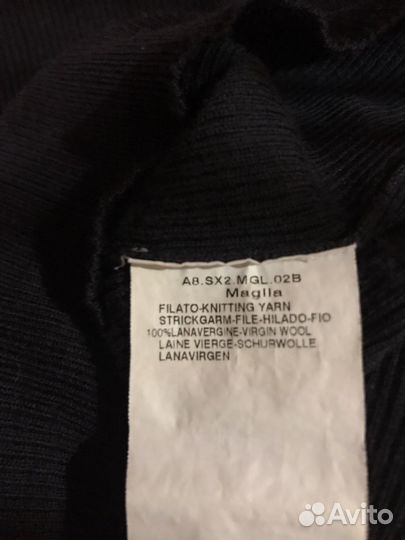 A8.SX2.MGL.02B
Maglia
FILATO-KNITTING YARN
STRICKGARM-FILE-HILADO-FIO
100%LANAVERGINE-VIRGIN WOOL
LAINE VIERGE-SCHURWOLLE
LANAVIRGEN
Avito